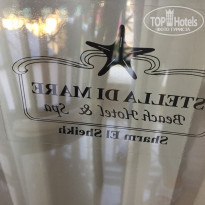 TOP Hotels
STELLA DI MARE
Beach Hotel & Spa
Sharm El Sheikh